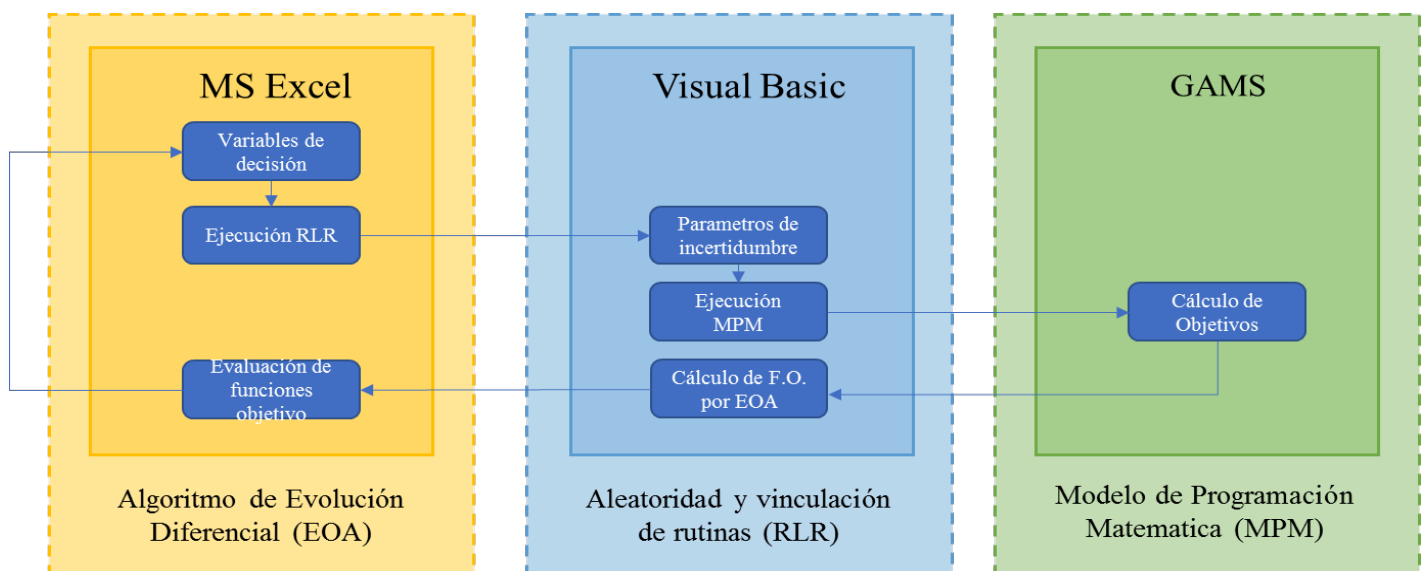 MS Excel
Variables de
decisión
Ejecución RLR
Evaluación de
funciones
objetivo
Algoritmo de Evolución
Diferencial (EOA)
Visual Basic
Parametros de
incertidumbre
Ejecución
MPM
Cálculo de F.O.
por EOA
Aleatoridad y vinculación
de rutinas (RLR)
GAMS
Cálculo de
Objetivos
Modelo de Programación
Matematica (MPM)